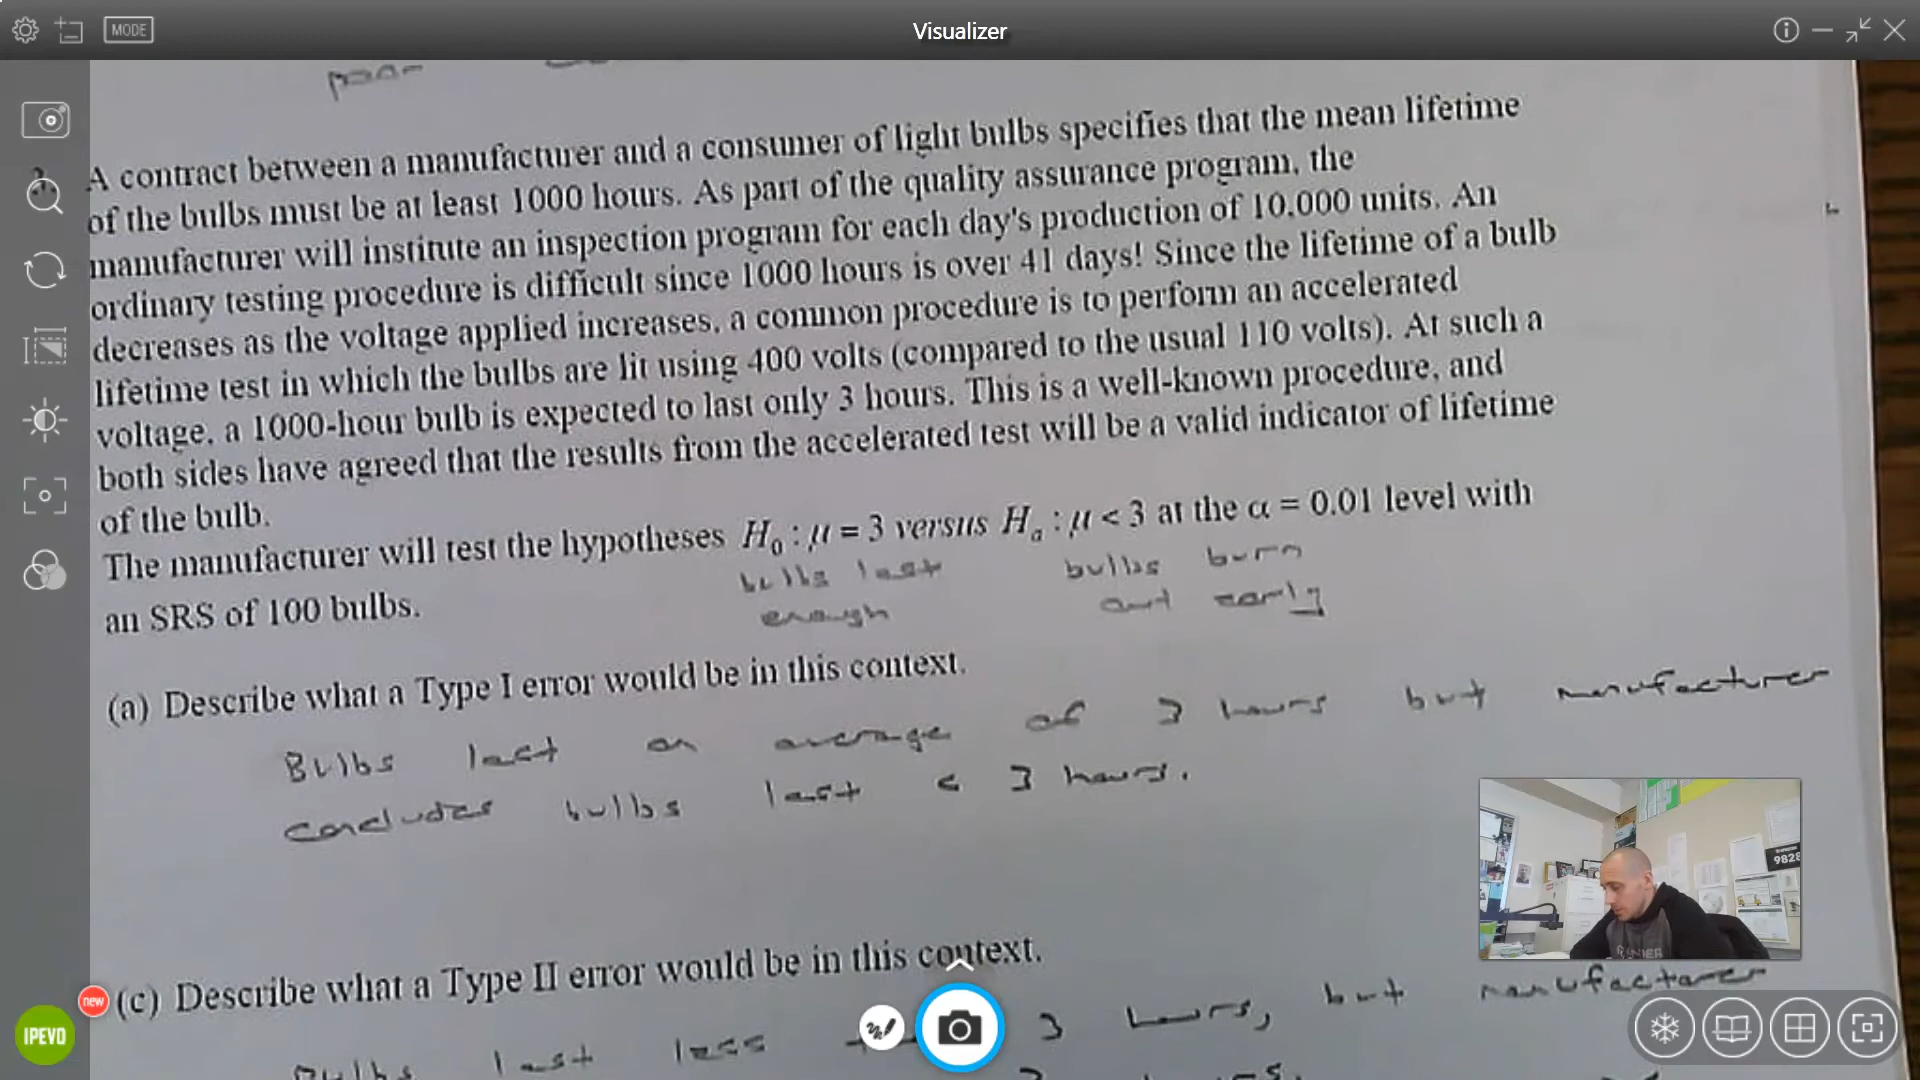 MODE
Visualizer
A contract between a manufacturer and a consumer of light bulbs specifies that the mean lifetime
of the bulbs must be at least 1000 hours. As part of the quality assurance program, the
manufacturer will institute an inspection program for each day's production of 10,000 units. An
ordinary testing procedure is difficult since 1000 hours is over 41 days! Since the lifetime of a bulb
decreases as the voltage applied increases, a common procedure is to perform an accelerated
lifetime test in which the bulbs are lit using 400 volts (compared to the usual 110 volts). At such a
voltage, a 1000-hour bulb is expected to last only 3 hours. This is a well-known procedure, and
both sides have agreed that the results from the accelerated test will be a valid indicator of lifetime
of the bulb.
The manufacturer will test the hypotheses H₀ : μ = 3 versus Hₐ : μ < 3 at the α = 0.01 level with
an SRS of 100 bulbs.
bulbs last
enough
bulbs burn
out early
(a) Describe what a Type I error would be in this context.
Bulbs last an average of 3 hours but manufacturer
concludes bulbs last < 3 hours.
9828
(c) Describe what a Type II error would be in this context.
Bulbs last less 3 hours, but manufacturer
new
IPEVO